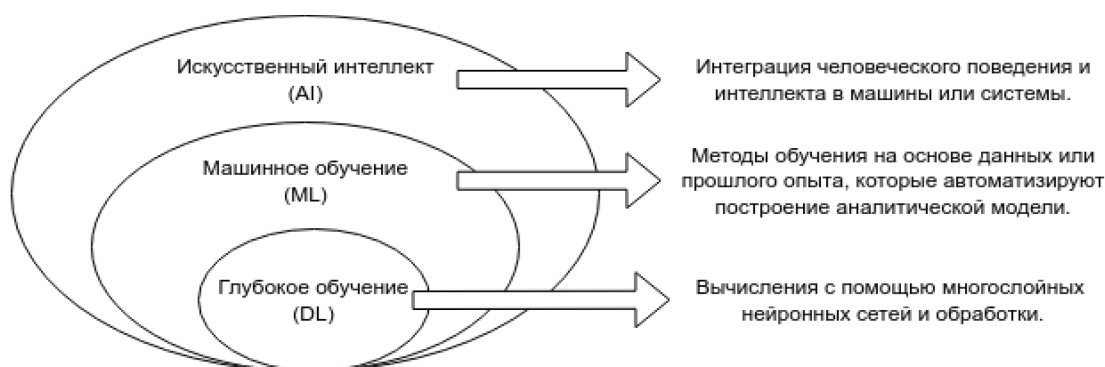 Искусственный интеллект
(AI)
Интеграция человеческого поведения и
интеллекта в машины или системы.
Машинное обучение
(ML)
Методы обучения на основе данных или
прошлого опыта, которые автоматизируют
построение аналитической модели.
Глубокое обучение
(DL)
Вычисления с помощью многослойных
нейронных сетей и обработки.